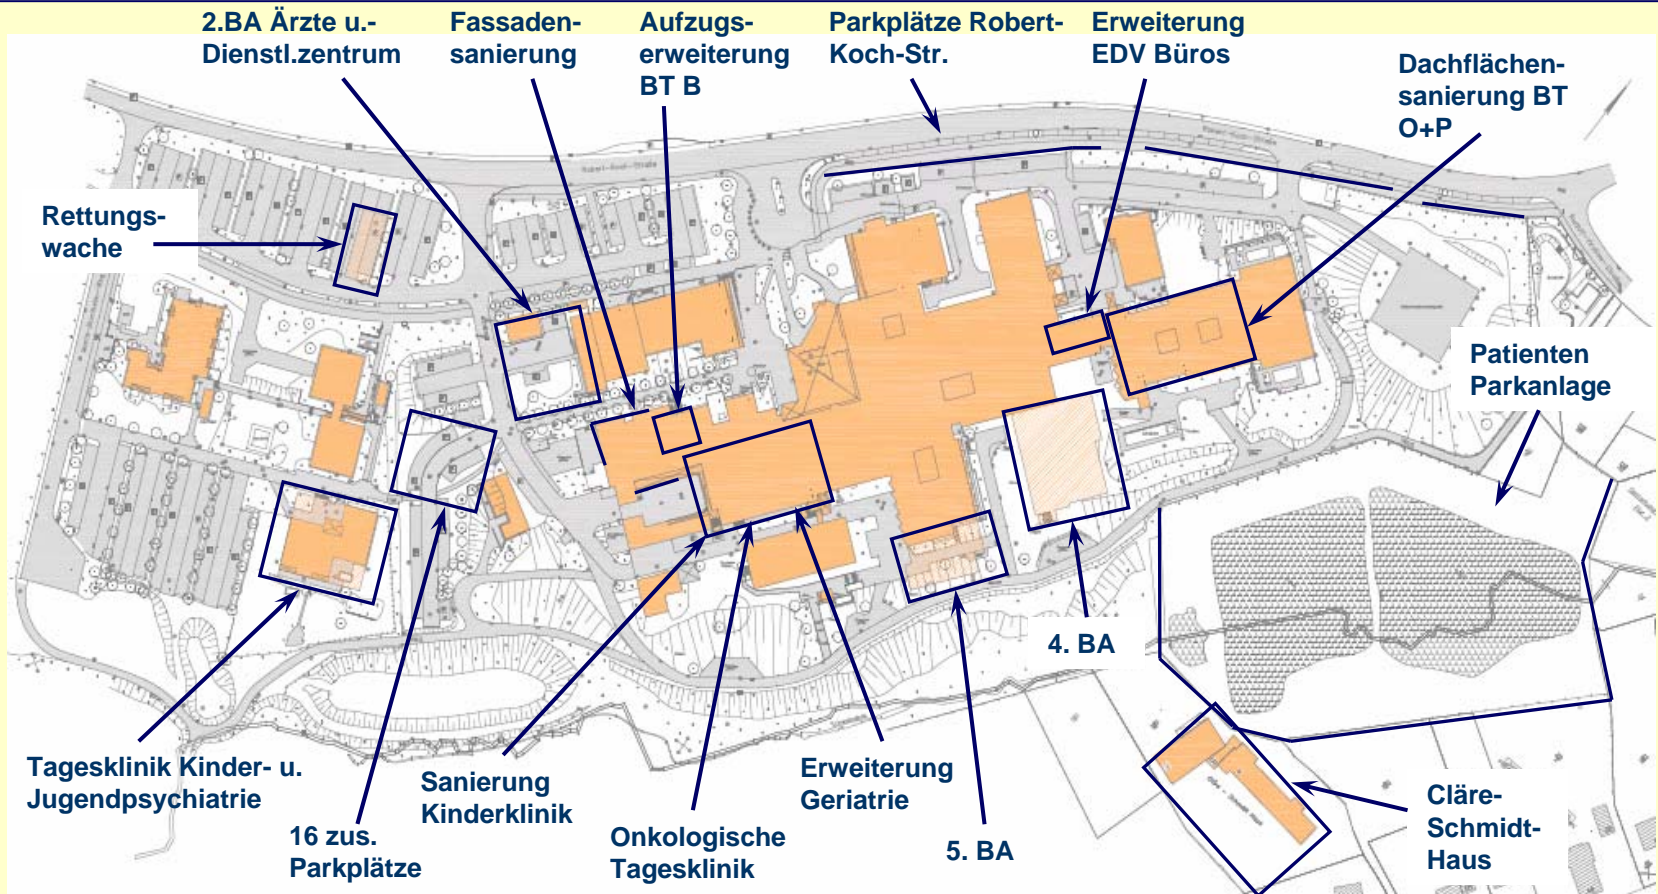 2.BA Ärzte u.-
Dienstl.zentrum
Fassaden-
sanierung
Aufzugs-
erweiterung
BT B
Parkplätze Robert-
Koch-Str.
Erweiterung
EDV Büros
Dachflächen-
sanierung BT
O+P
Rettungs-
wache
Patienten
Parkanlage
4. BA
Tagesklinik Kinder- u.
Jugendpsychiatrie
16 zus.
Parkplätze
Sanierung
Kinderklinik
Onkologische
Tagesklinik
Erweiterung
Geriatrie
5. BA
Cläre-
Schmidt-
Haus